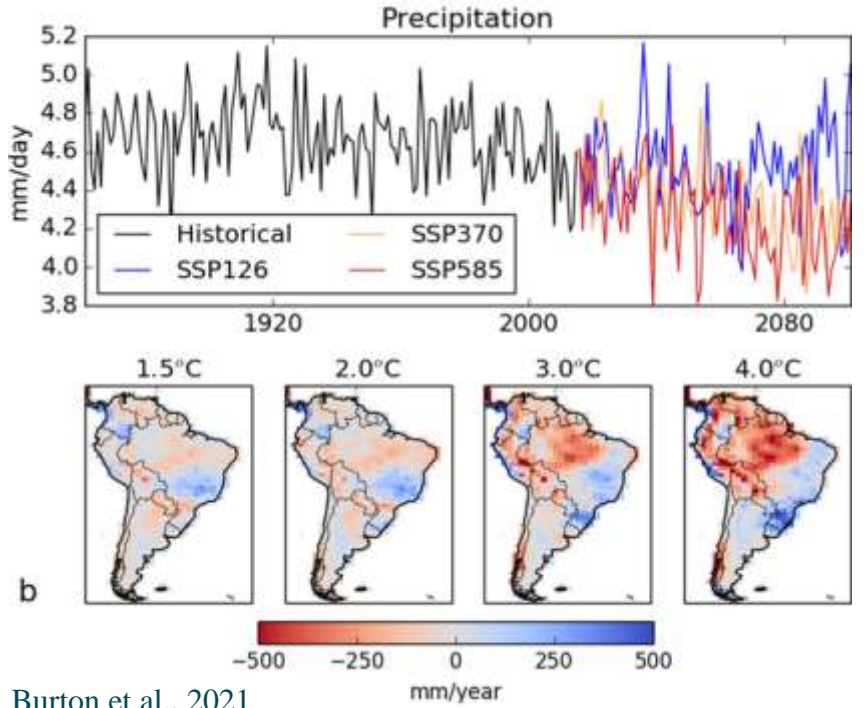 Precipitation
5.2
5.0
4.8
4.6
4.4
4.2
4.0
3.8
mm/day
Historical
SSP126
SSP370
SSP585
1920
2000
2080
1.5°C
2.0°C
3.0°C
4.0°C
b
−500
−250
0
250
500
mm/year
Burton et al., 2021